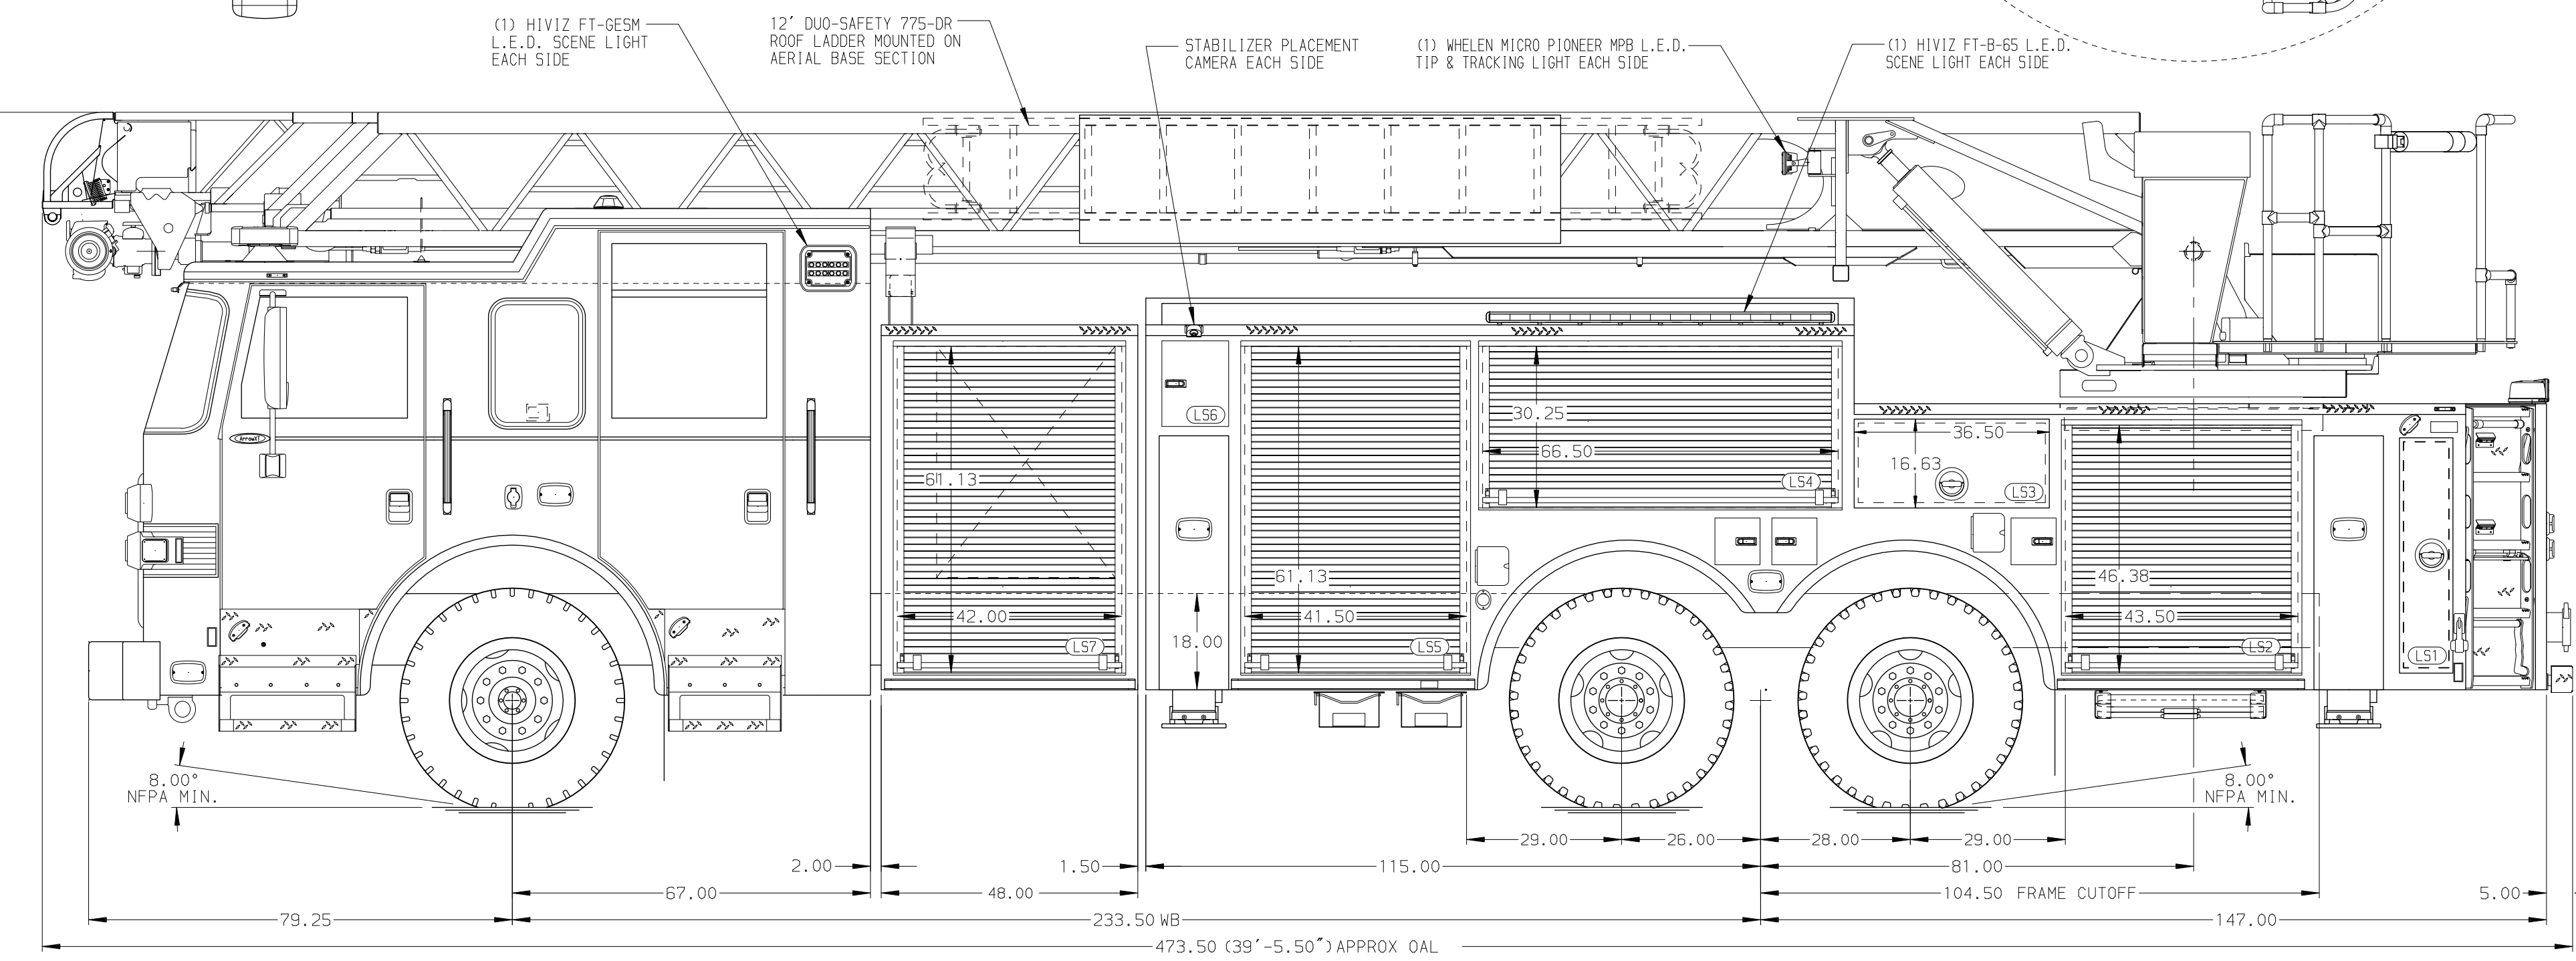 (1) HIVIZ FT-GESM
L.E.D. SCENE LIGHT
EACH SIDE
12' DUO-SAFETY 775-DR
ROOF LADDER MOUNTED ON
AERIAL BASE SECTION
STABILIZER PLACEMENT
CAMERA EACH SIDE
(1) WHELEN MICRO PIONEER MPB L.E.D.
TIP & TRACKING LIGHT EACH SIDE
(1) HIVIZ FT-B-65 L.E.D.
SCENE LIGHT EACH SIDE
ArrowXT
61.13
42.00
LS7
LS6
18.00
61.13
41.50
LS5
30.25
66.50
LS4
36.50
16.63
LS3
46.38
43.50
LS2
LS1
8.00°
NFPA MIN.
8.00°
NFPA MIN.
29.00
26.00
28.00
29.00
2.00
1.50
115.00
81.00
67.00
48.00
104.50 FRAME CUTOFF
5.00
79.25
233.50 WB
147.00
473.50 (39'-5.50") APPROX OAL